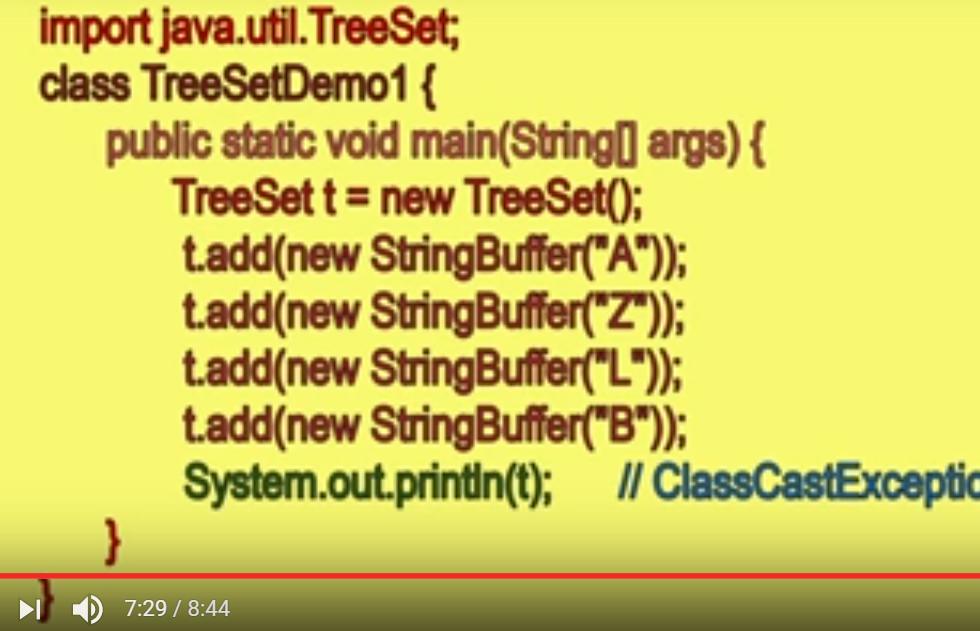 import java.util.TreeSet;
class TreeSetDemo1 {
public static void main(String[] args) {
TreeSet t = new TreeSet();
t.add(new StringBuffer("A"));
t.add(new StringBuffer("Z"));
t.add(new StringBuffer("L"));
t.add(new StringBuffer("B"));
System.out.println(t); // ClassCastExceptio
}
}
7:29 / 8:44